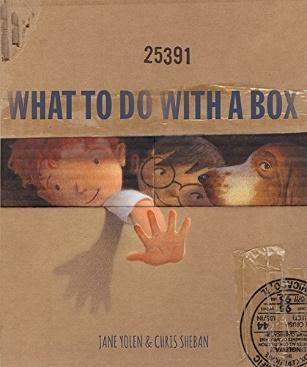 25391
WHAT TO DO WITH A BOX
JANE YOLEN & CHRIS SHEBAN